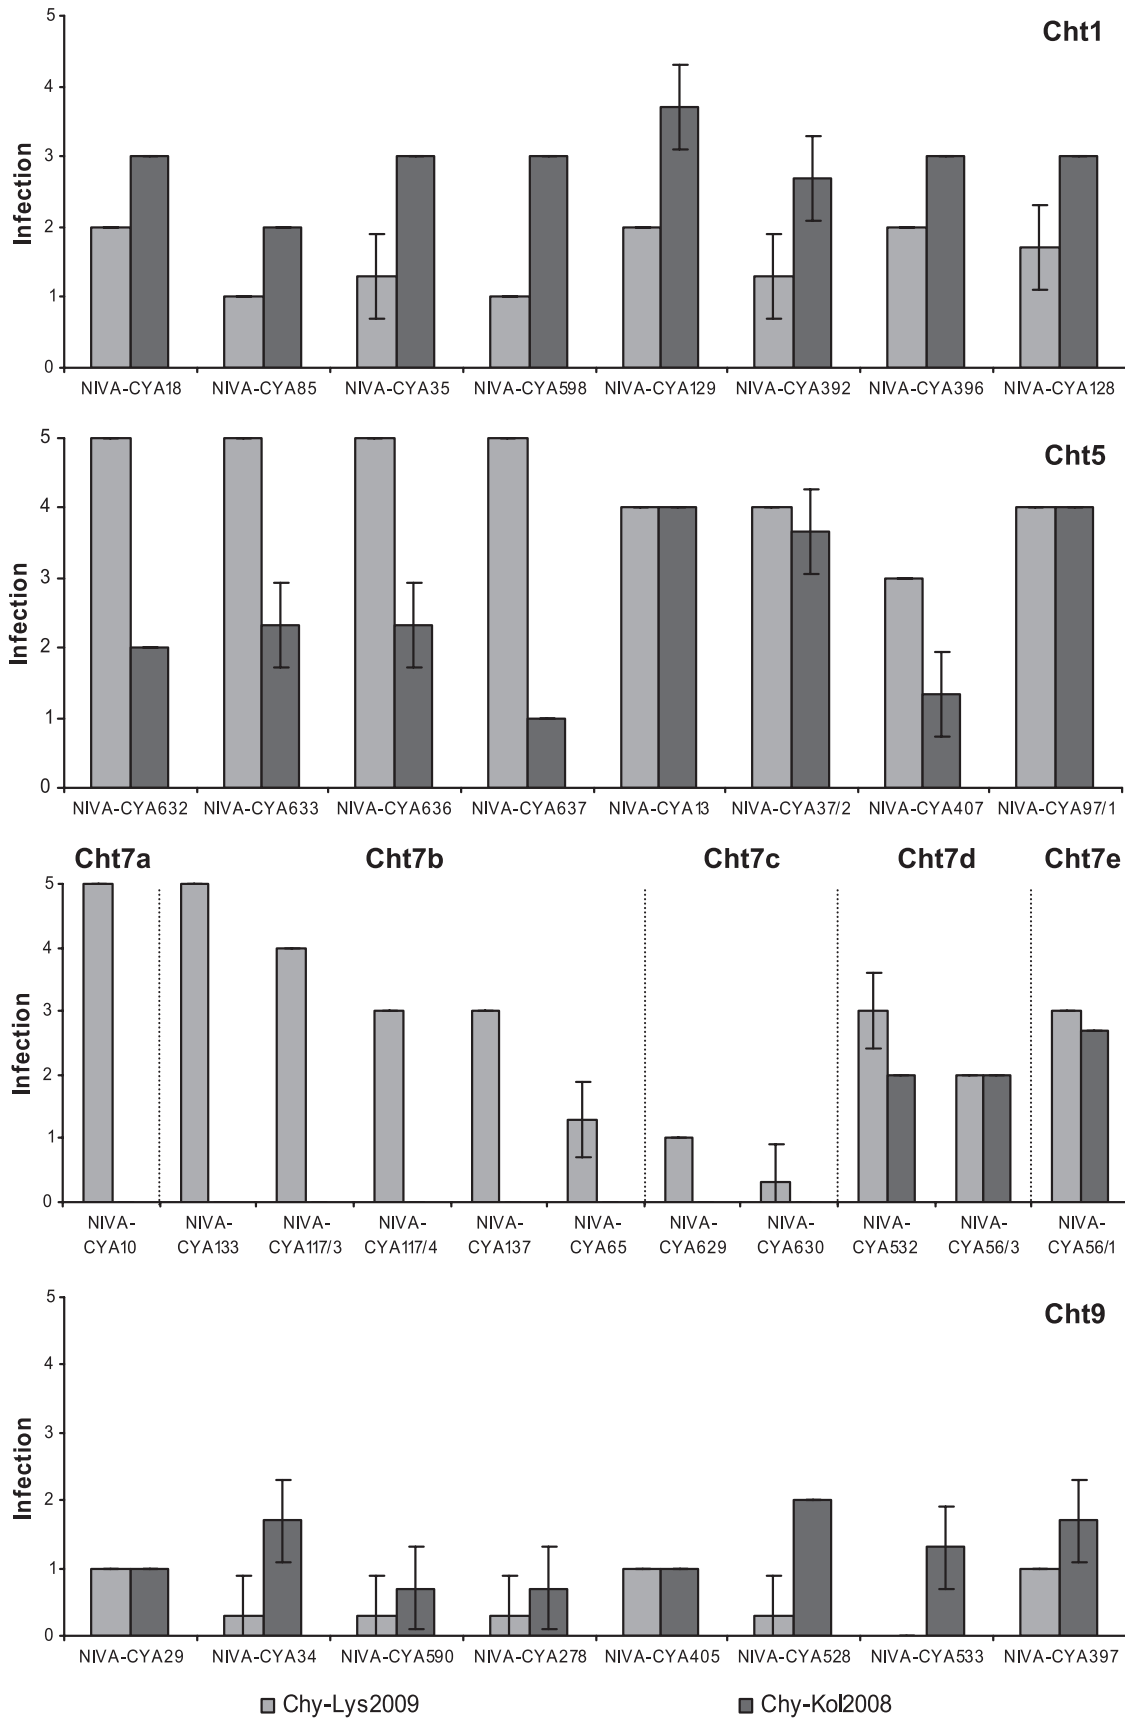 Cht1
Infection
5
4
3
2
1
0
NIVA-CYA18 NIVA-CYA85 NIVA-CYA35 NIVA-CYA598 NIVA-CYA129 NIVA-CYA392 NIVA-CYA396 NIVA-CYA128
Cht5
Infection
5
4
3
2
1
0
NIVA-CYA632 NIVA-CYA633 NIVA-CYA636 NIVA-CYA637 NIVA-CYA13 NIVA-CYA37/2 NIVA-CYA407 NIVA-CYA97/1
Cht7a Cht7b Cht7c Cht7d Cht7e
Infection
5
4
3
2
1
0
NIVA- NIVA- NIVA- NIVA- NIVA- NIVA- NIVA- NIVA- NIVA- NIVA- NIVA-
CYA10 CYA133 CYA117/3 CYA117/4 CYA137 CYA65 CYA629 CYA630 CYA532 CYA56/3 CYA56/1
Cht9
Infection
5
4
3
2
1
0
NIVA-CYA29 NIVA-CYA34 NIVA-CYA590 NIVA-CYA278 NIVA-CYA405 NIVA-CYA528 NIVA-CYA533 NIVA-CYA397
Chy-Lys2009 Chy-Kol2008